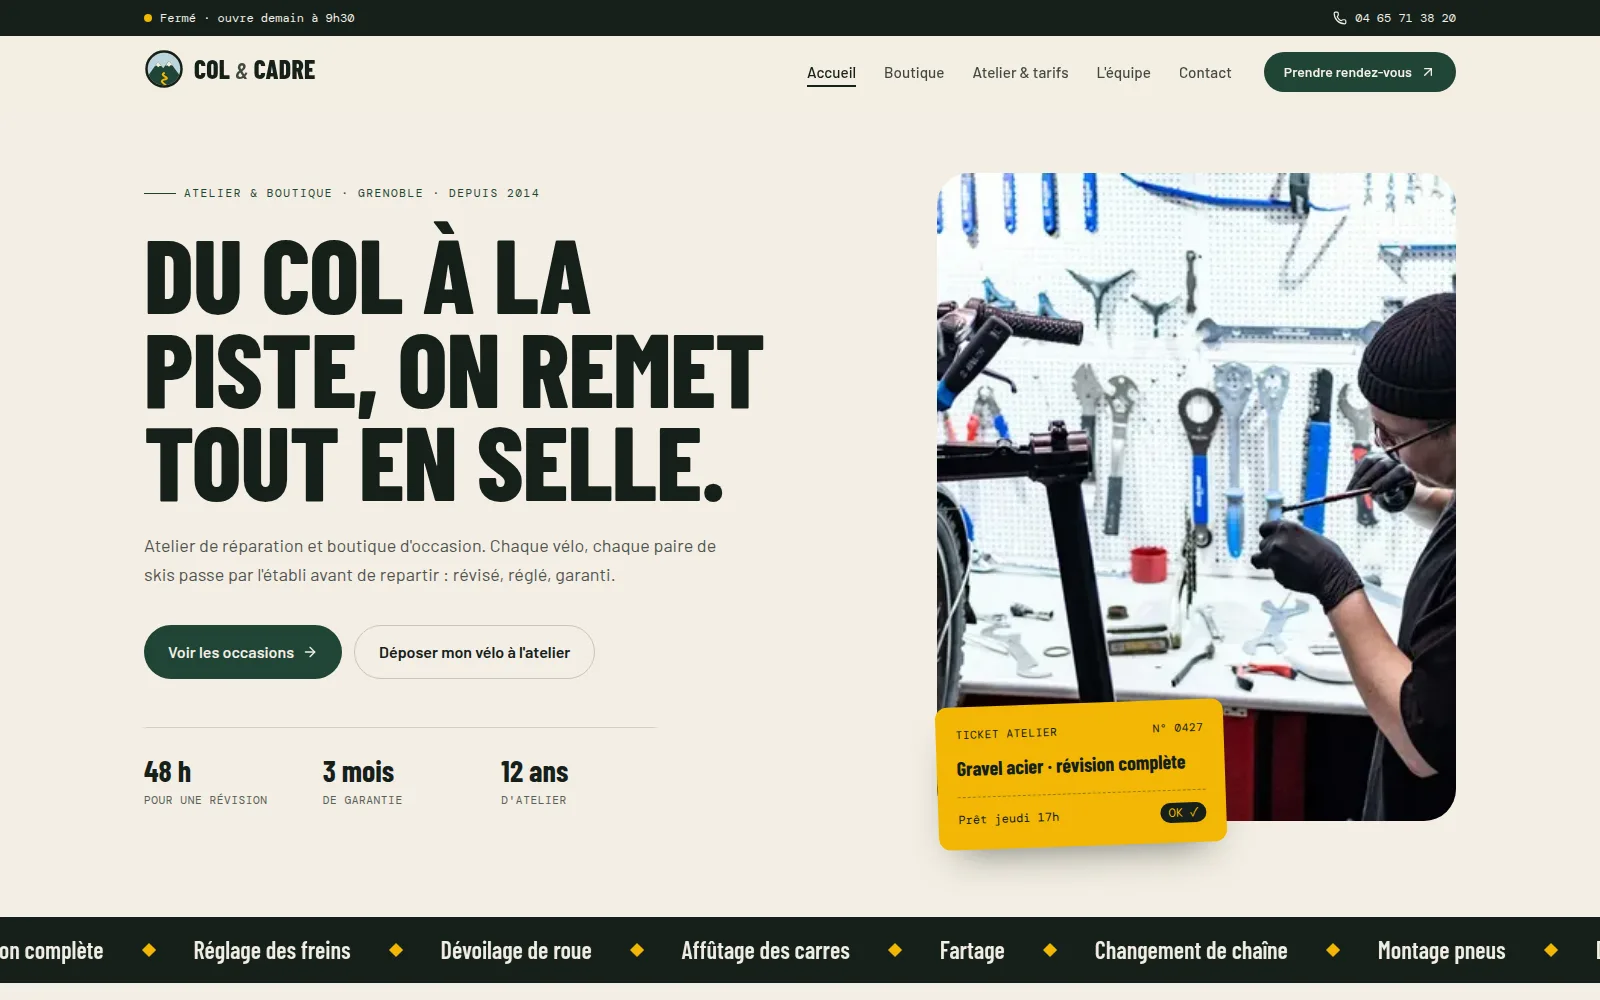 Fermé · ouvre demain à 9h30
04 65 71 38 20
COL & CADRE
Accueil
Boutique
Atelier & tarifs
L'équipe
Contact
Prendre rendez-vous
ATELIER & BOUTIQUE · GRENOBLE · DEPUIS 2014
DU COL À LA
PISTE, ON REMET
TOUT EN SELLE.
Atelier de réparation et boutique d'occasion. Chaque vélo, chaque paire de
skis passe par l'établi avant de repartir : révisé, réglé, garanti.
Voir les occasions
Déposer mon vélo à l'atelier
48 h
POUR UNE RÉVISION
3 mois
DE GARANTIE
12 ans
D'ATELIER
TICKET ATELIER
N° 0427
Gravel acier · révision complète
Prêt jeudi 17h
OK ✓
on complète
Réglage des freins
Dévoilage de roue
Affûtage des carres
Fartage
Changement de chaîne
Montage pneus